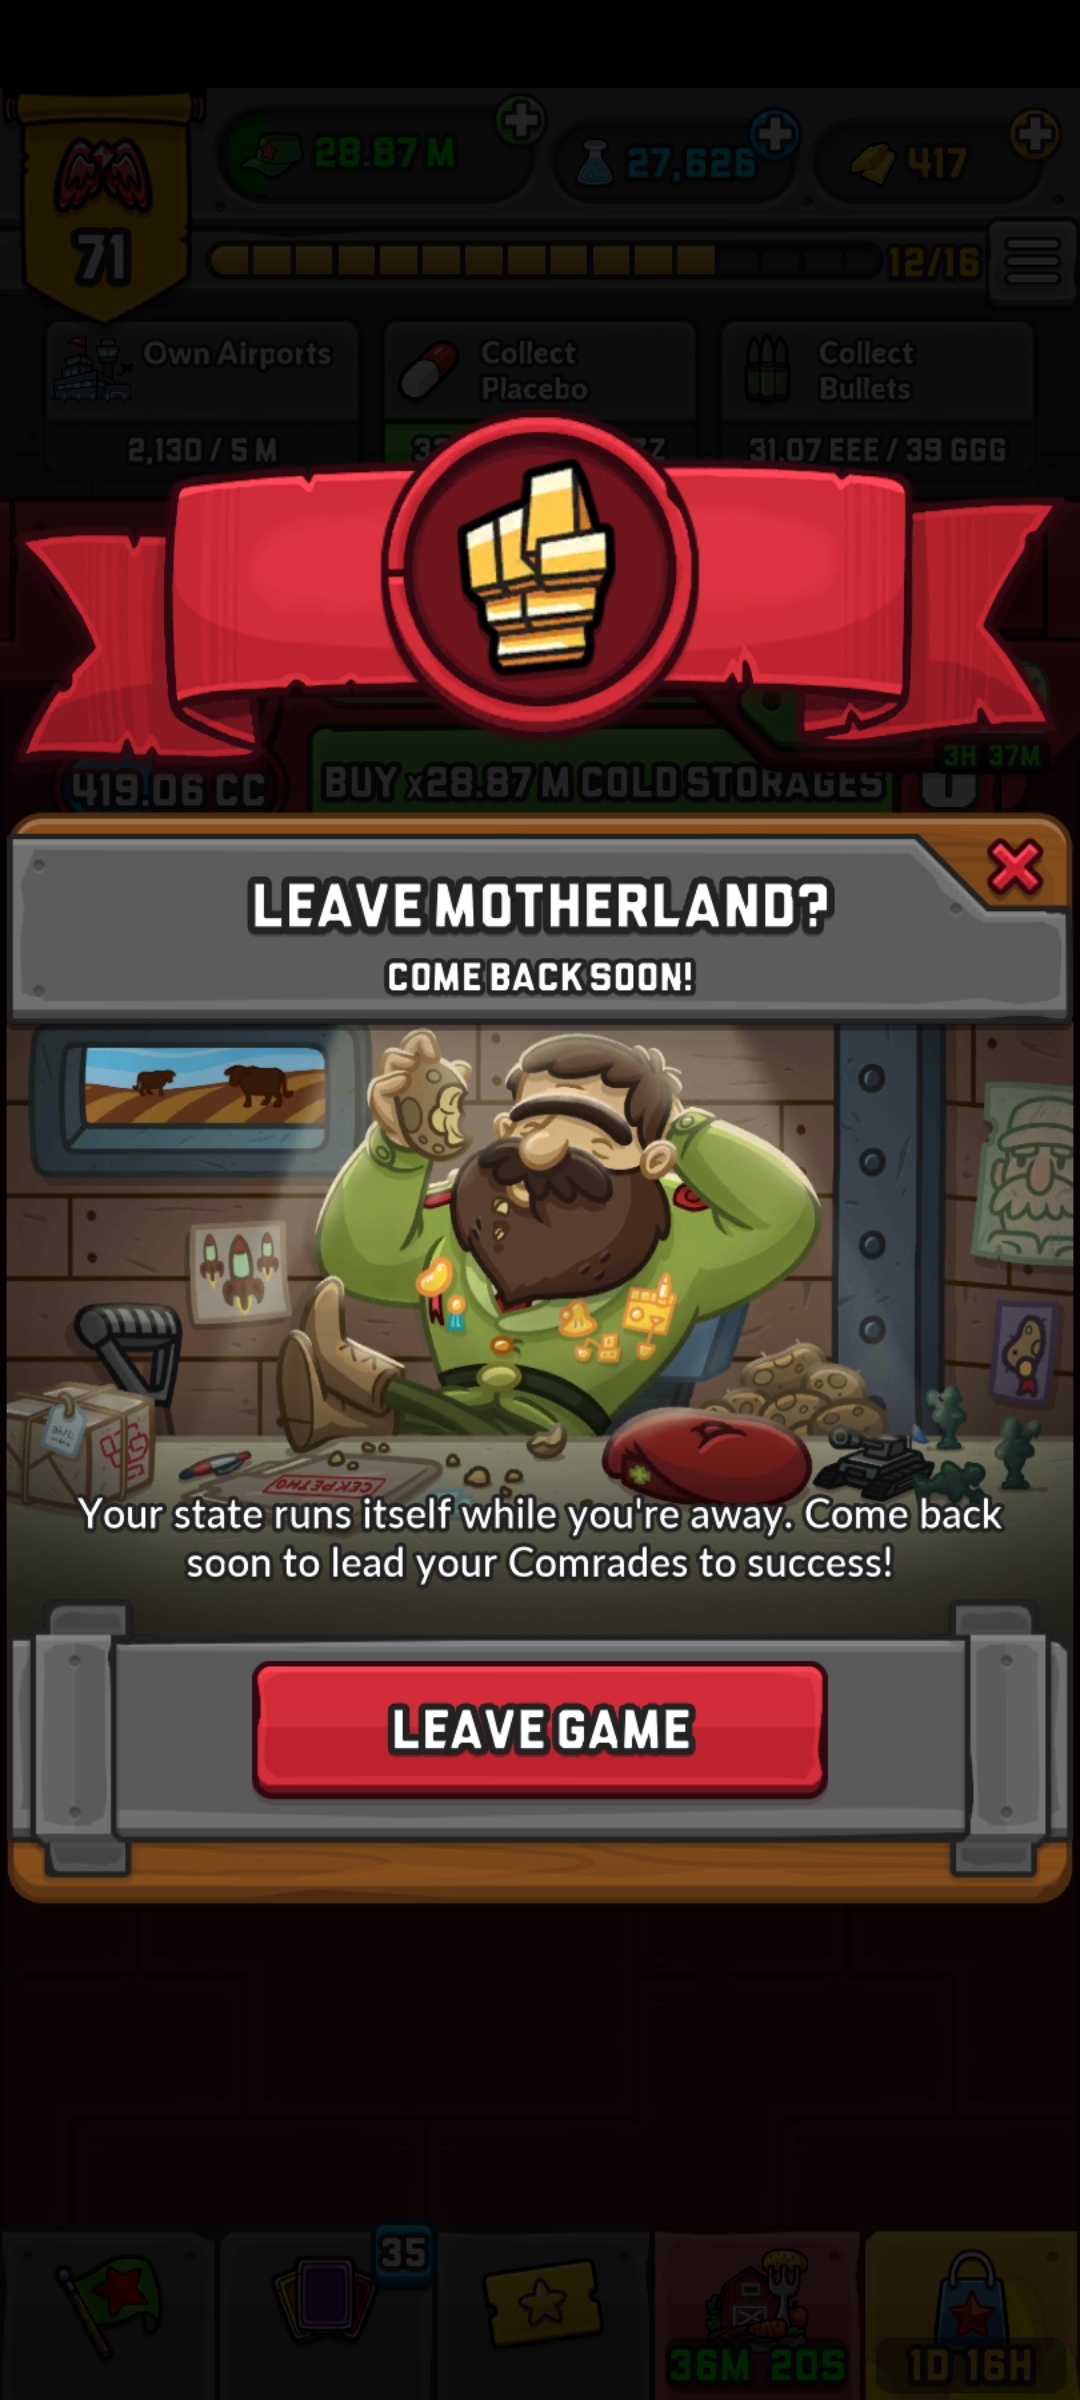 28.87 M
27,626
417
71
12/16
Own Airports
Collect
Placebo
Collect
Bullets
2,130 / 5 M
31.07 EEE / 39 GGG
3H 37M
419.06 CC
BUY x28.87 M COLD STORAGES
LEAVE MOTHERLAND?
COME BACK SOON!
СЕКРЕТНО
Your state runs itself while you're away. Come back
soon to lead your Comrades to success!
LEAVE GAME
35
36M 20S
1D 16H